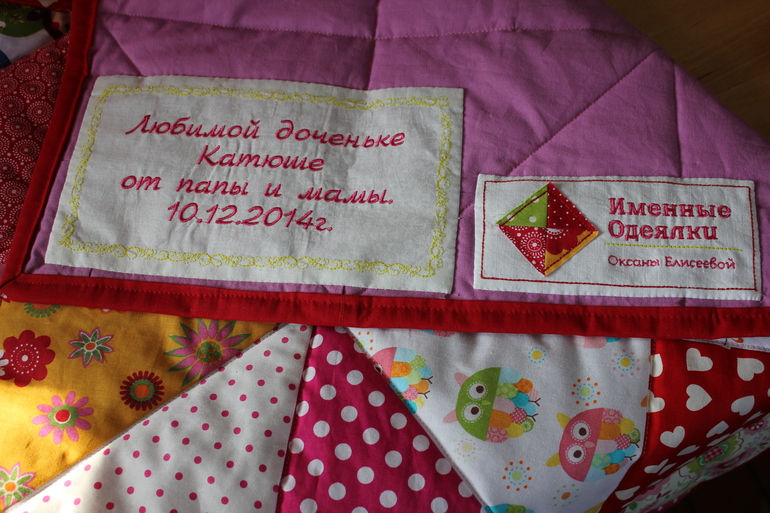 Любимой доченьке
Катюше
от папы и мамы.
10.12.2014г.
Именные
Одеялки
Оксаны Елисеевой